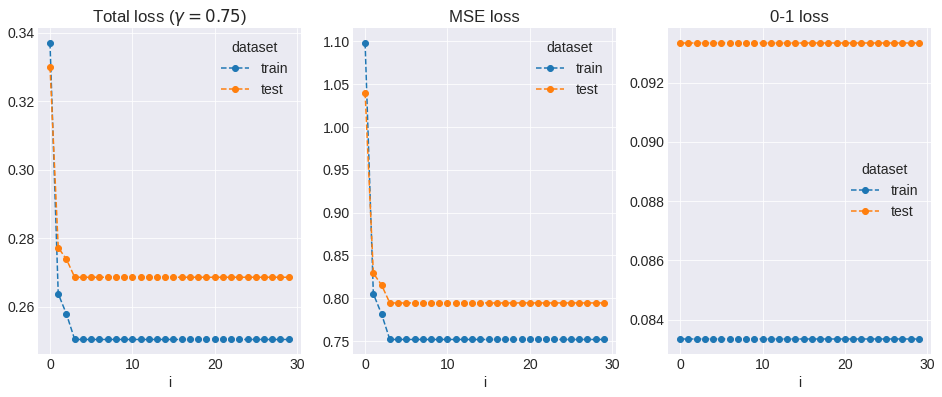 Total loss (γ = 0.75)
0.34
0.32
0.30
0.28
0.26
0
10
20
30
i
dataset
train
test
MSE loss
1.10
1.05
1.00
0.95
0.90
0.85
0.80
0.75
0
10
20
30
i
dataset
train
test
0-1 loss
0.092
0.090
0.088
0.086
0.084
0
10
20
30
i
dataset
train
test